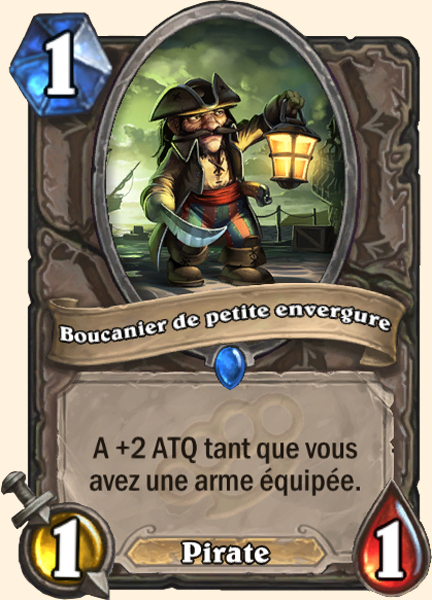 1
Boucanier de petite envergure
A +2 ATQ tant que vous
avez une arme équipée.
1
Pirate
1